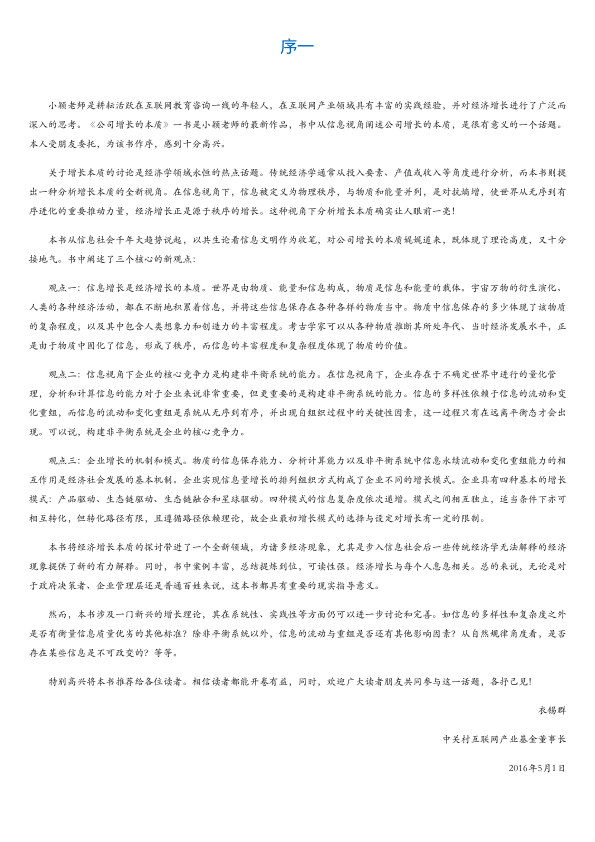 序一
小颖老师是耕耘活跃在互联网教育咨询一线的年轻人，在互联网产业领域具有丰富的实践经验，并对经济增长进行了广泛而
深入的思考。《公司增长的本质》一书是小颖老师的最新作品，书中从信息视角阐述公司增长的本质，是很有意义的一个话题。
本人受朋友委托，为该书作序，感到十分高兴。
关于增长本质的讨论是经济学领域永恒的热点话题。传统经济学通常从投入要素、产值或收入等角度进行分析，而本书则提
出一种分析增长本质的全新视角。在信息视角下，信息被定义为物理秩序，与物质和能量并列，是对抗熵增，使世界从无序到有
序进化的重要推动力量，经济增长正是源于秩序的增长。这种视角下分析增长本质确实让人眼前一亮！
本书从信息社会千年大趋势说起，以共生论着信息文明作为收笔，对公司增长的本质娓娓道来，既体现了理论高度，又十分
接地气。书中阐述了三个核心的新观点：
观点一：信息增长是经济增长的本质。世界是由物质、能量和信息构成，物质是信息和能量的载体。宇宙万物的衍生演化、
人类的各种经济活动，都在不断地积累着信息，并将这些信息保存在各种各样的物质当中。物质中信息保存的多少体现了该物质
的复杂程度，以及其中包含人类想象力和创造力的丰富程度。考古学家可以从各种物质推断其所处年代、当时经济发展水平，正
是由于物质中固化了信息，形成了秩序，而信息的丰富程度和复杂程度体现了物质的价值。
观点二：信息视角下企业的核心竞争力是构建非平衡系统的能力。在信息视角下，企业存在于不确定世界中进行的量化管
理，分析和计算信息的能力对于企业来说非常重要，但更重要的是构建非平衡系统的能力。信息的多样性依赖于信息的流动和变
化重组，而信息的流动和变化重组是系统从无序到有序，并出现自组织过程中的关键性因素，这一过程只有在远离平衡态才会出
现。可以说，构建非平衡系统是企业的核心竞争力。
观点三：企业增长的机制和模式。物质的信息保存能力、分析计算能力以及非平衡系统中信息永续流动和变化重组能力的相
互作用是经济社会发展的基本机制。企业实现信息量增长的排列组织方式构成了企业不同的增长模式。企业具有四种基本的增长
模式：产品驱动、生态链驱动、生态链融合和星球驱动。四种模式的信息复杂度依次递增。模式之间相互独立，适当条件下亦可
相互转化，但转化路径有限，且遵循路径依赖理论，故企业最初增长模式的选择与设定对增长有一定的限制。
本书将经济增长本质的探讨带进了一个全新领域，为诸多经济现象，尤其是步入信息社会后一些传统经济学无法解释的经济
现象提供了新的有力解释。同时，书中案例丰富，总结提炼到位，可读性强。经济增长与每个人息息相关。总的来说，无论是对
于政府决策者、企业管理层还是普通百姓来说，这本书都具有重要的现实指导意义。
然而，本书涉及一门新兴的增长理论，其在系统性、实践性等方面仍可以进一步讨论和完善。如信息的多样性和复杂度之外
是否有衡量信息质量优劣的其他标准？除非平衡系统以外，信息的流动与重组是否还有其他影响因素？从自然规律角度看，是否
存在某些信息是不可改变的？等等。
特别高兴将本书推荐给各位读者。相信读者都能开卷有益，同时，欢迎广大读者朋友共同参与这一话题，各抒己见！
衣锡群
中关村互联网产业基金董事长
2016年5月1日